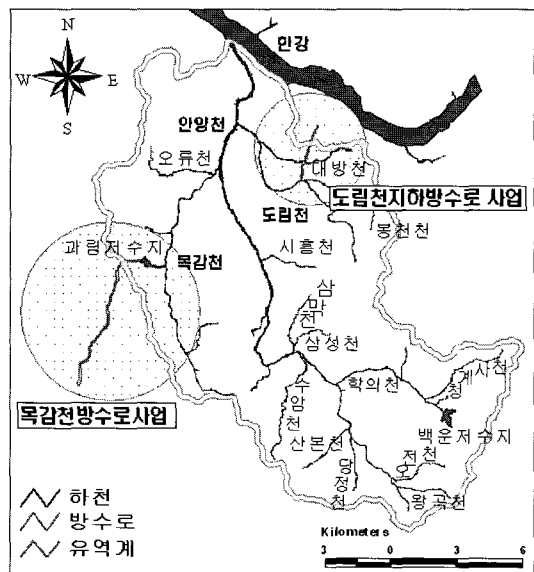 N
W E
S
한강
안양천
오류천
대방천
도림천지하방수로 사업
도림천
봉천천
시흥천
과림저수지
목감천
삼막천
삼성천
학의천
청계사천
수암천
백운저수지
목감천방수로사업
산본천
당정천
오전천
왕곡천
하천
방수로
유역계
Kilometers
3 0 3 6